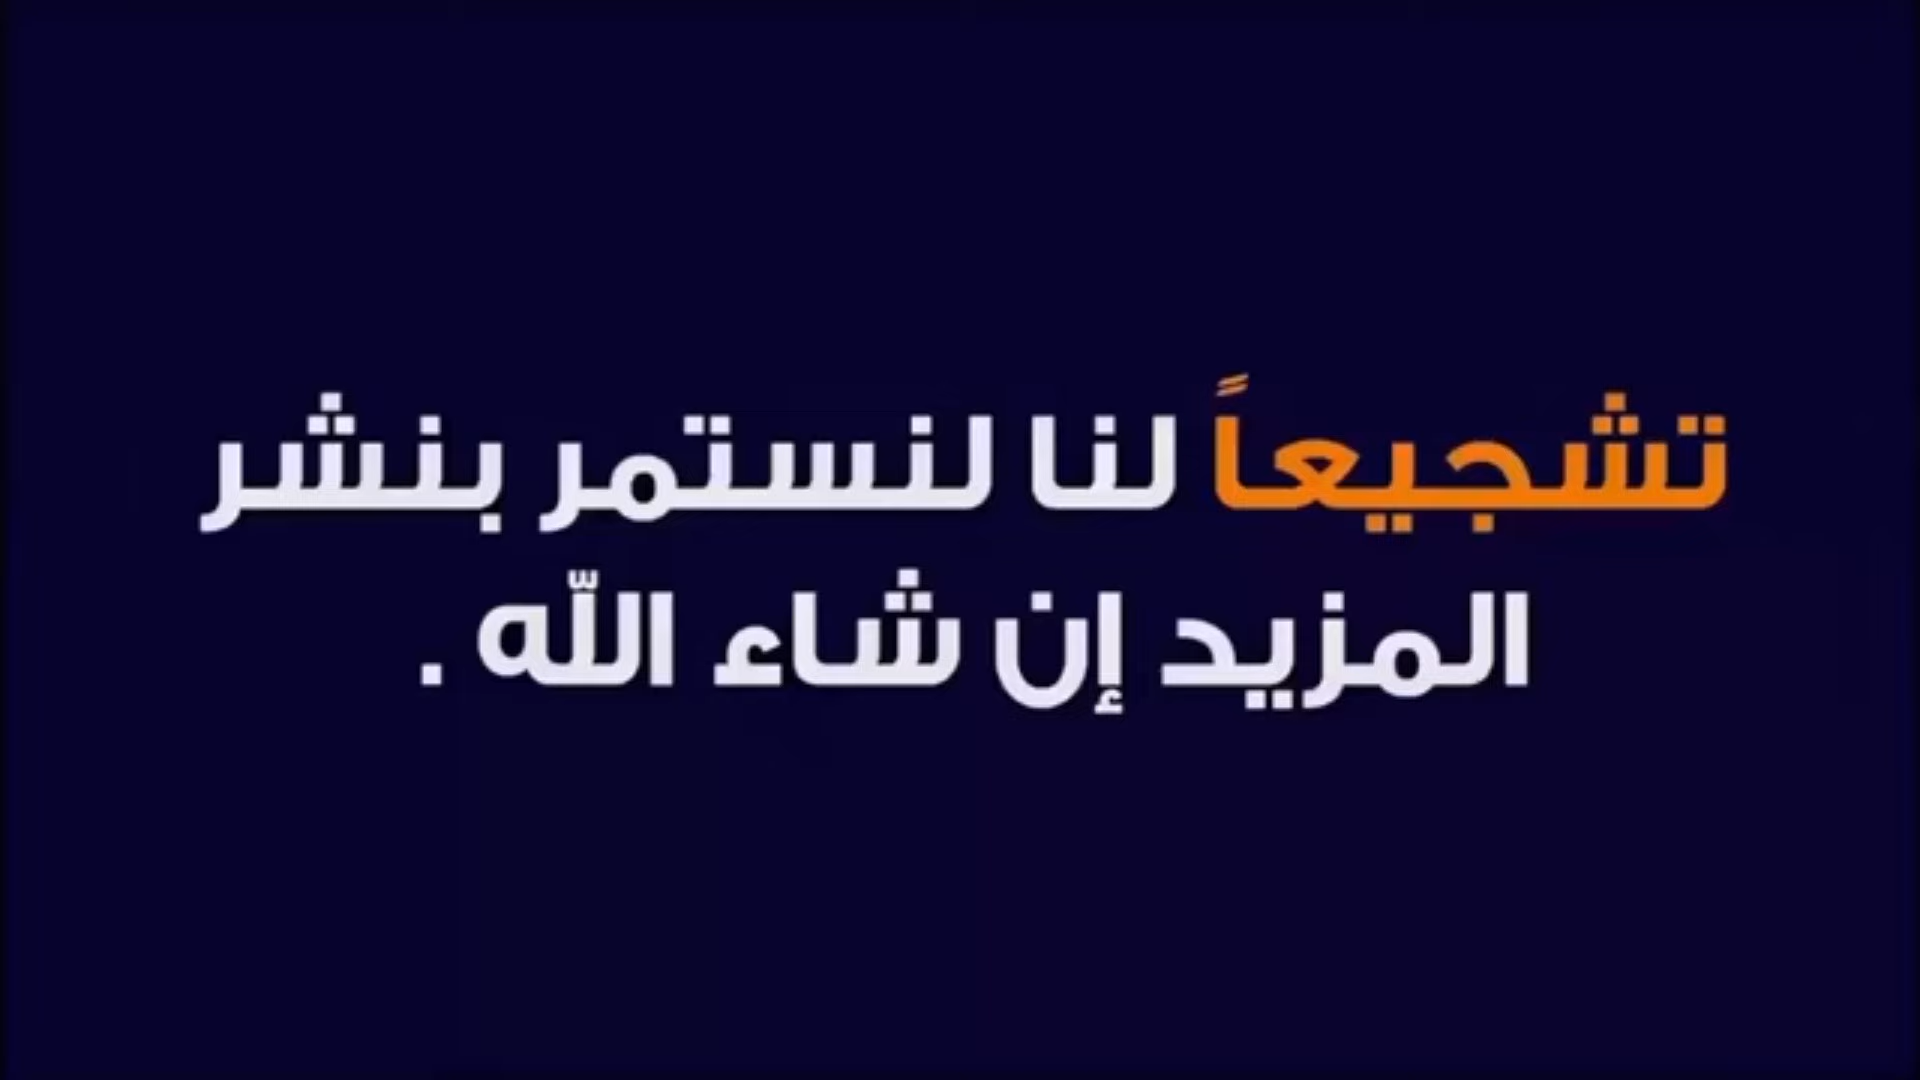 تشجيعاً لنا لنستمر بنشر
المزيد إن شاء اللّه .